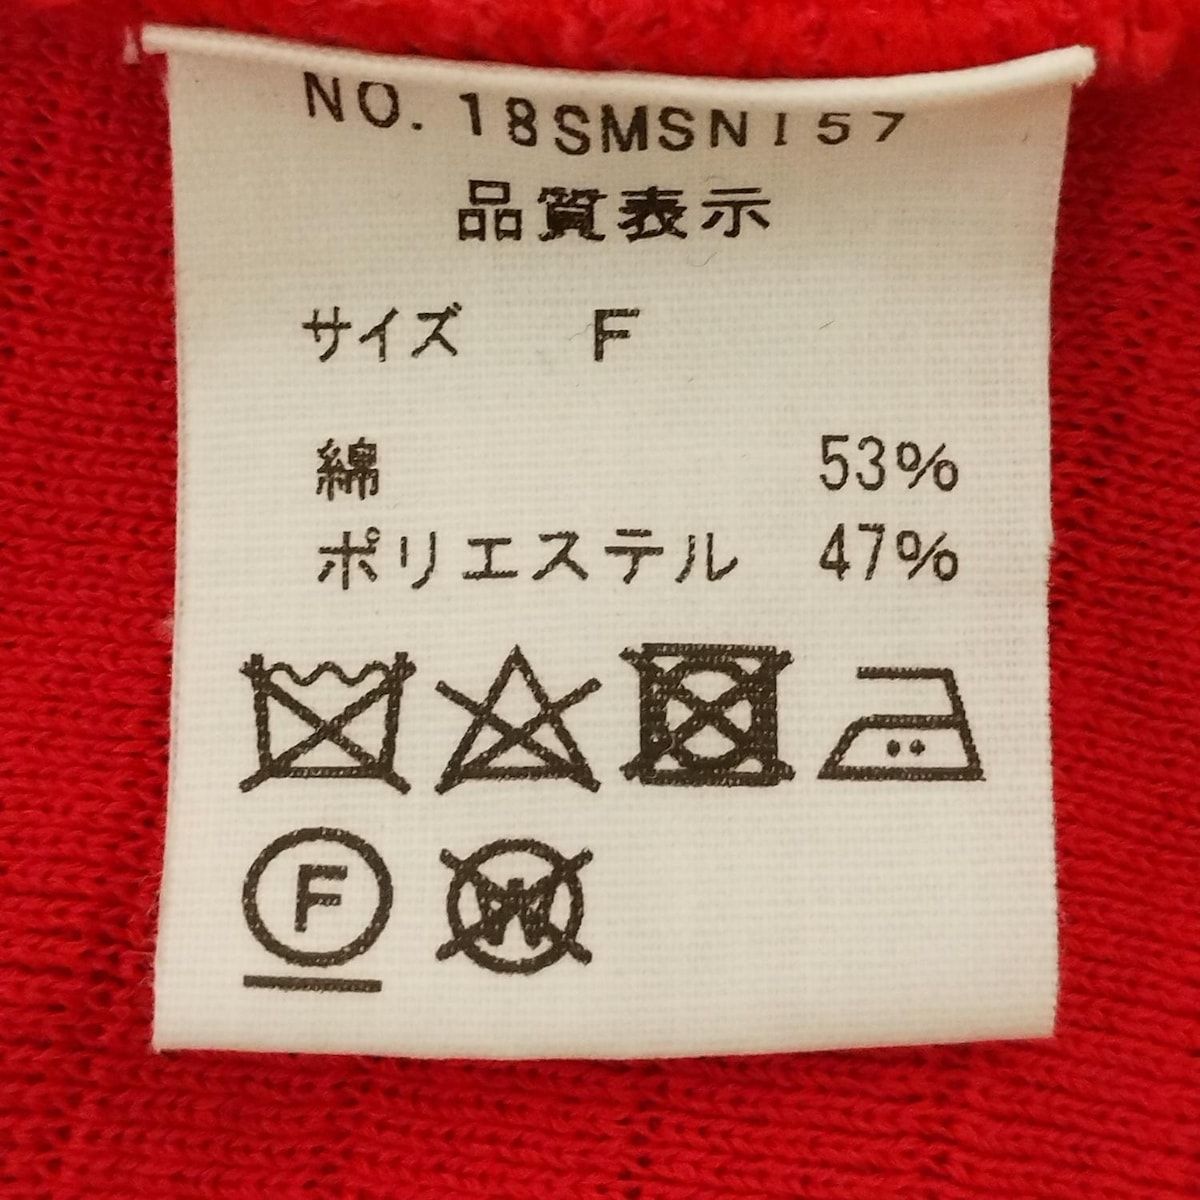 NO. 18SMSN157
品質表示
サイズ F
綿 53%
ポリエステル 47%
F
W